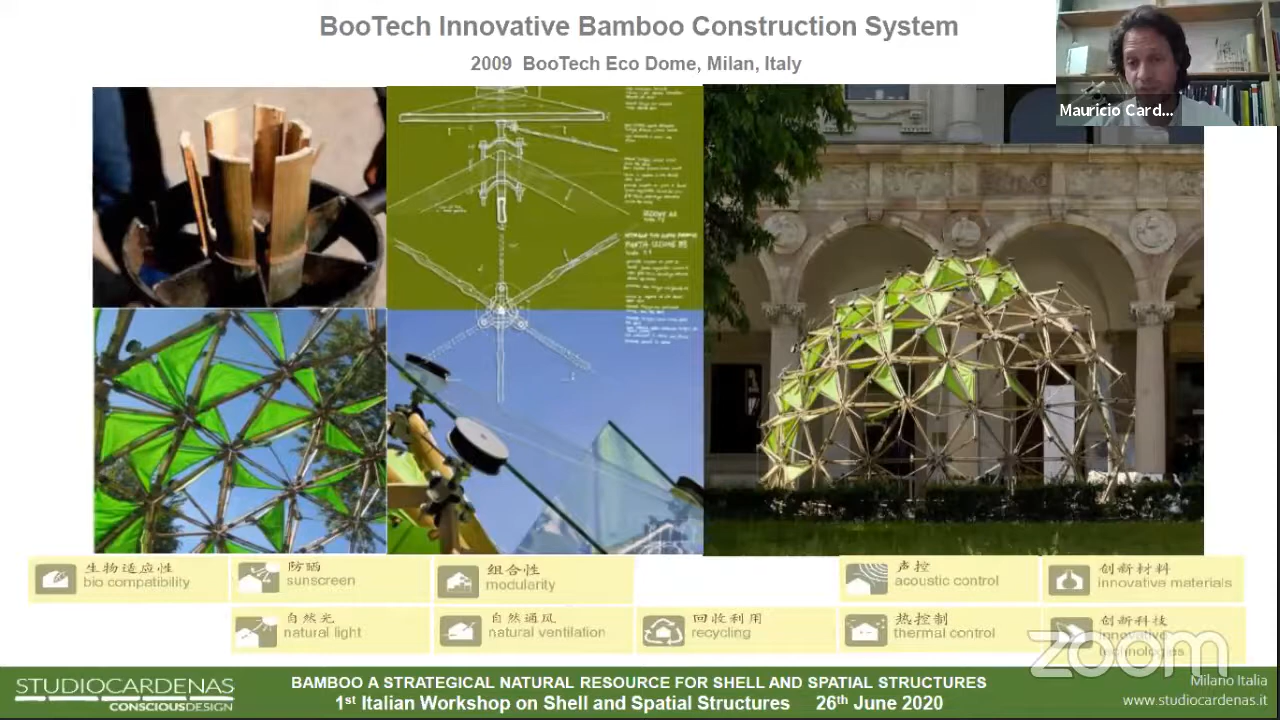 BooTech Innovative Bamboo Construction System
2009 BooTech Eco Dome, Milan, Italy
Mauricio Card...
生物适应性
bio compatibility
防晒
sunscreen
组合性
modularity
声控
acoustic control
创新材料
innovative materials
自然光
natural light
自然通风
natural ventilation
回收利用
recycling
热控制
thermal control
创新科技
innovative
technologies
zoom
STUDIOCARDENAS
CONSCIOUSDESIGN
BAMBOO A STRATEGICAL NATURAL RESOURCE FOR SHELL AND SPATIAL STRUCTURES
1st Italian Workshop on Shell and Spatial Structures 26th June 2020
Milano Italia
www.studiocardenas.it